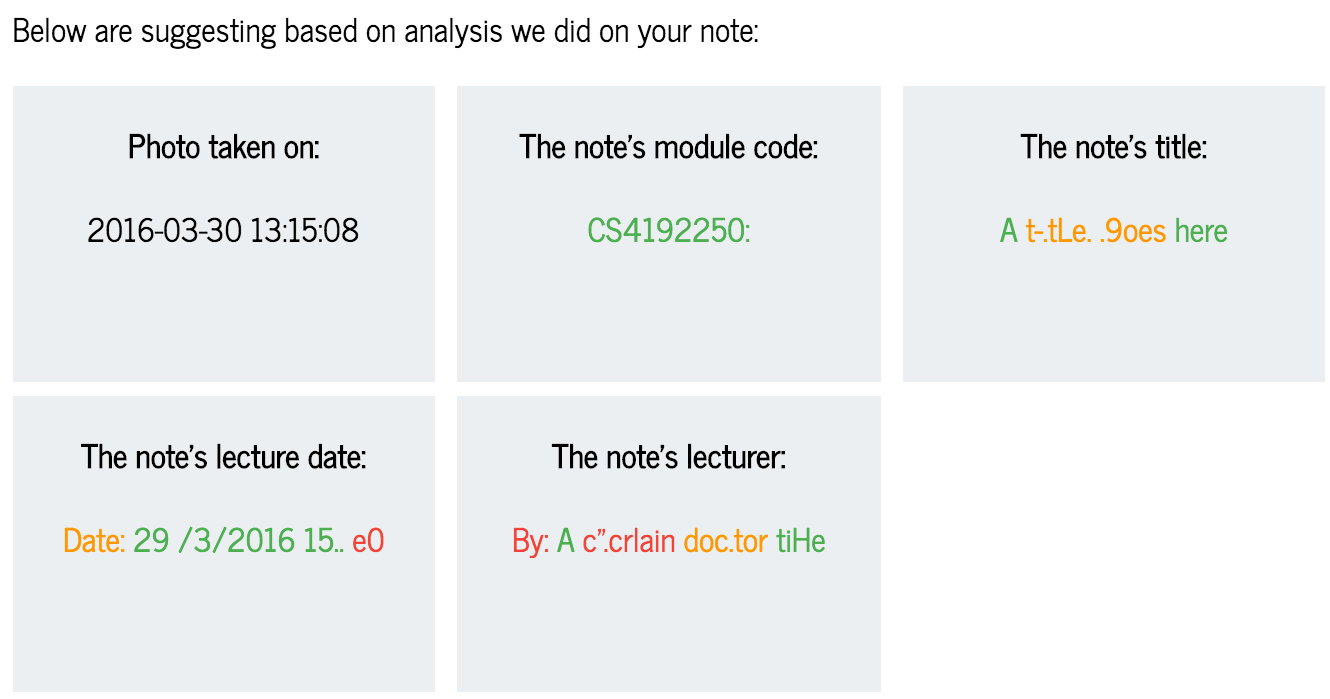 Below are suggesting based on analysis we did on your note:
Photo taken on:
2016-03-30 13:15:08
The note's module code:
CS4192250:
The note's title:
A t-.tLe. .9oes here
The note's lecture date:
Date: 29 /3/2016 15.. e0
The note's lecturer:
By: A c”.crlain doc.tor tiHe